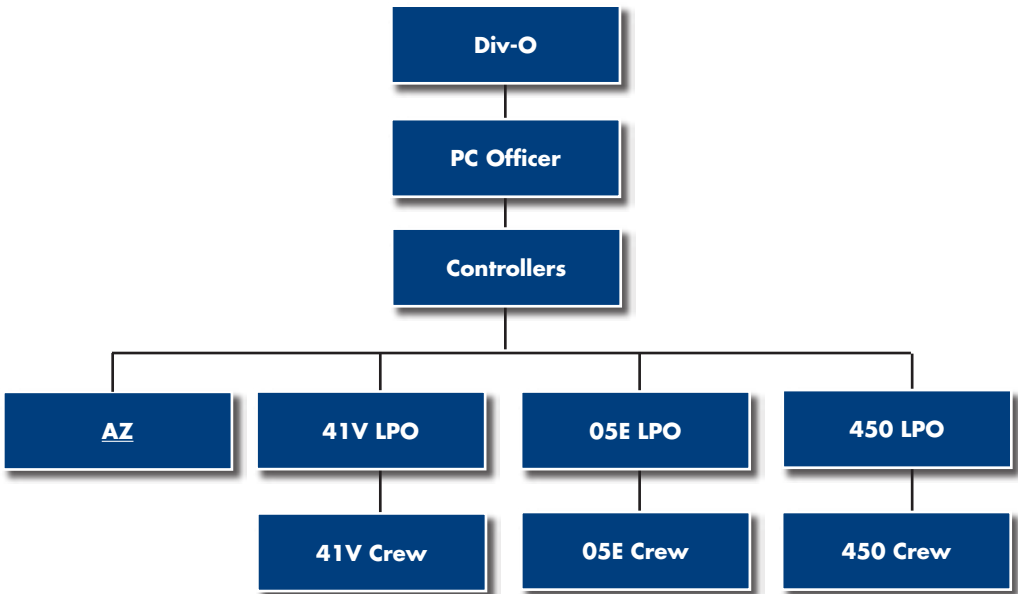 Div-O
PC Officer
Controllers
AZ
41V LPO
05E LPO
450 LPO
41V Crew
05E Crew
450 Crew